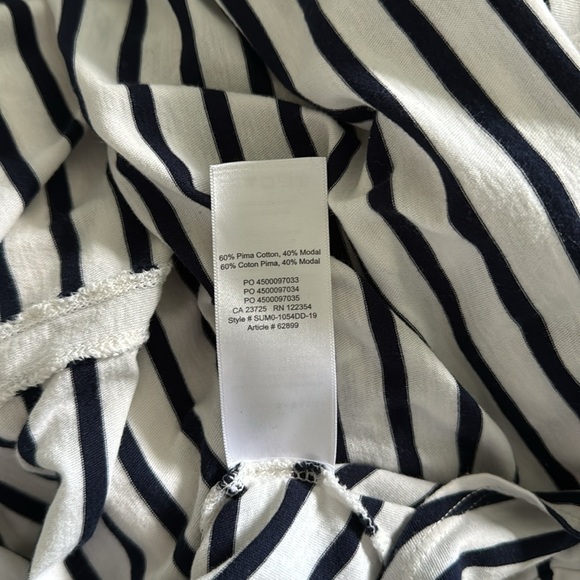 60% Pima Cotton, 40% Modal
60% Coton Pima, 40% Modal
PO 4500097033
PO 4500097034
PO 4500097035
CA 23725 RN 122354
Style # SUM0-1054DD-19
Article # 62899